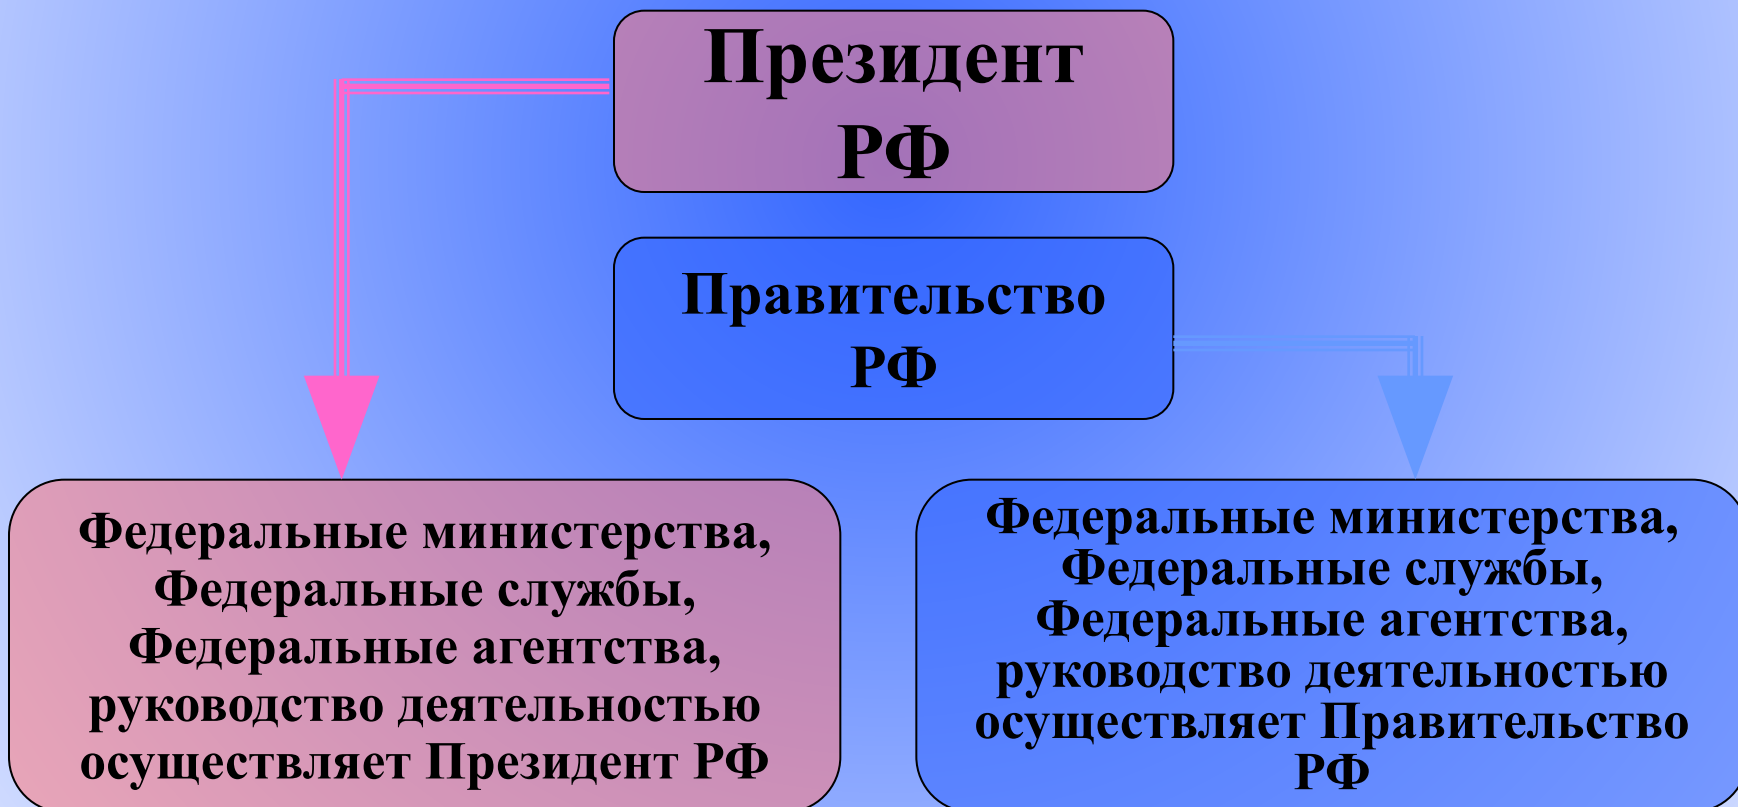 Президент
РФ
Правительство
РФ
Федеральные министерства,
Федеральные службы,
Федеральные агентства,
руководство деятельностью
осуществляет Президент РФ
Федеральные министерства,
Федеральные службы,
Федеральные агентства,
руководство деятельностью
осуществляет Правительство
РФ